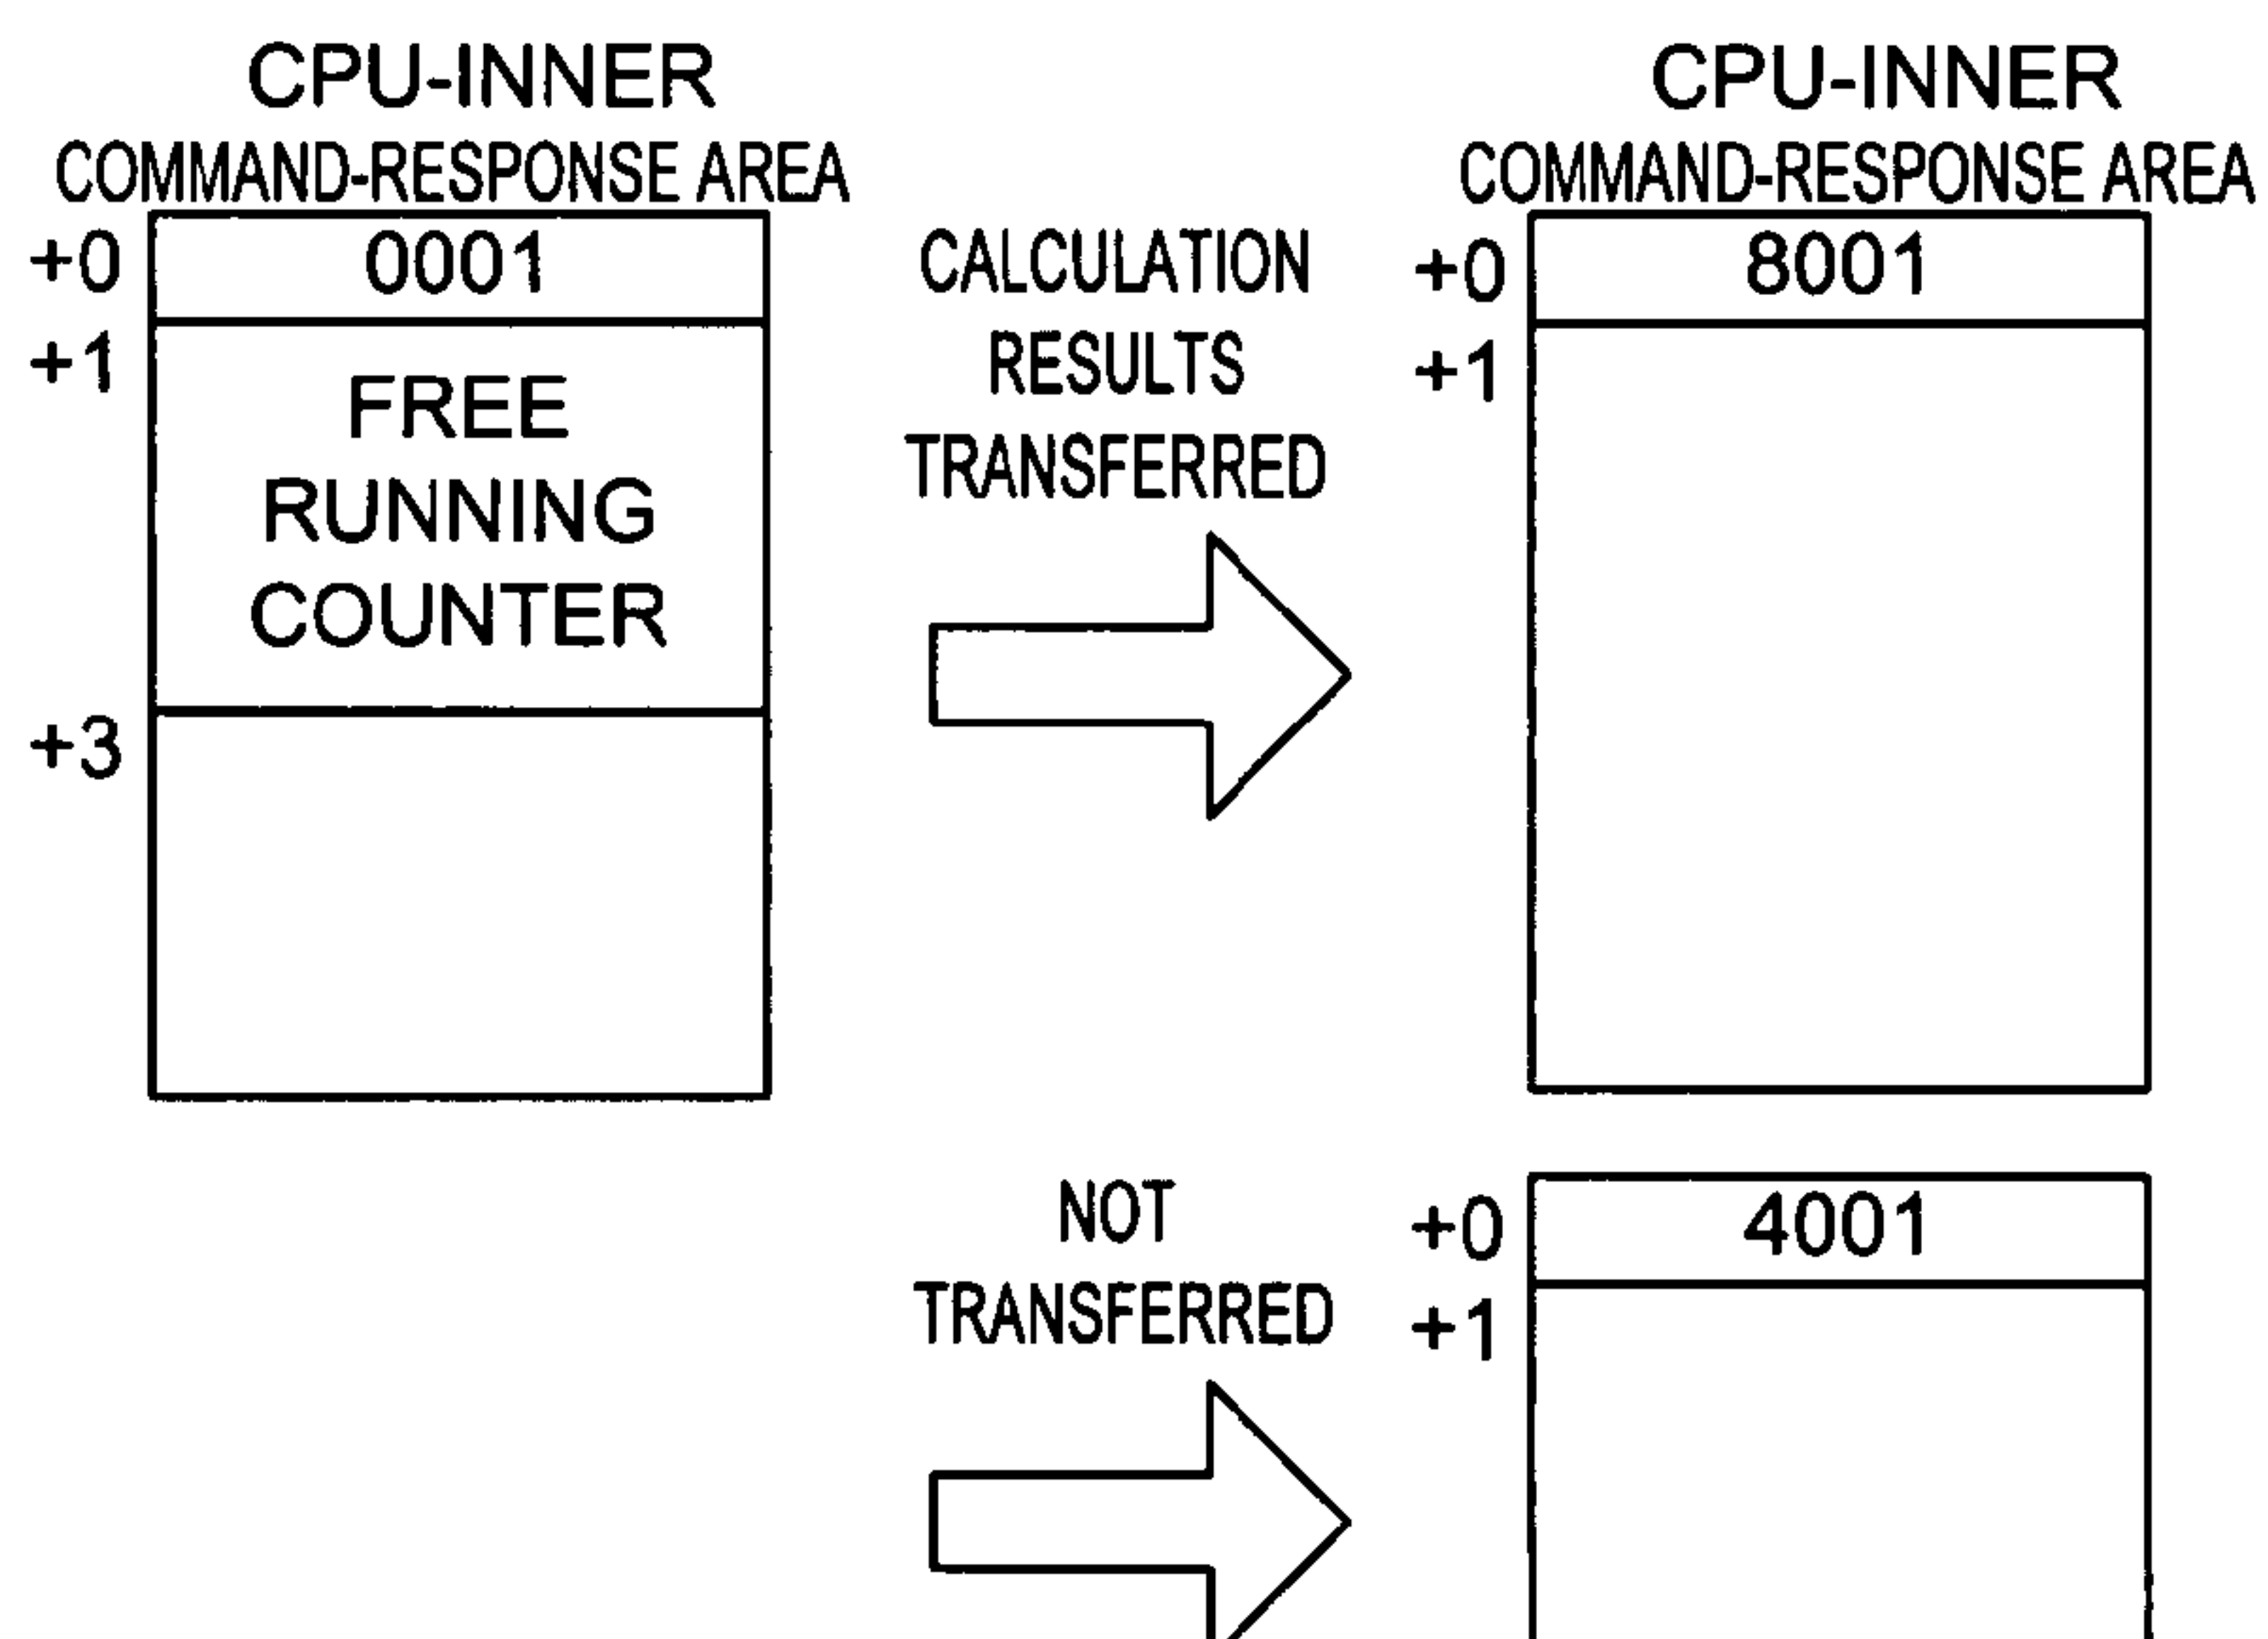 CPU-INNER
COMMAND-RESPONSE AREA
+0 0001
+1
FREE
RUNNING
COUNTER
+3
CALCULATION
RESULTS
TRANSFERRED
CPU-INNER
COMMAND-RESPONSE AREA
+0 8001
+1
NOT
TRANSFERRED
+0 4001
+1